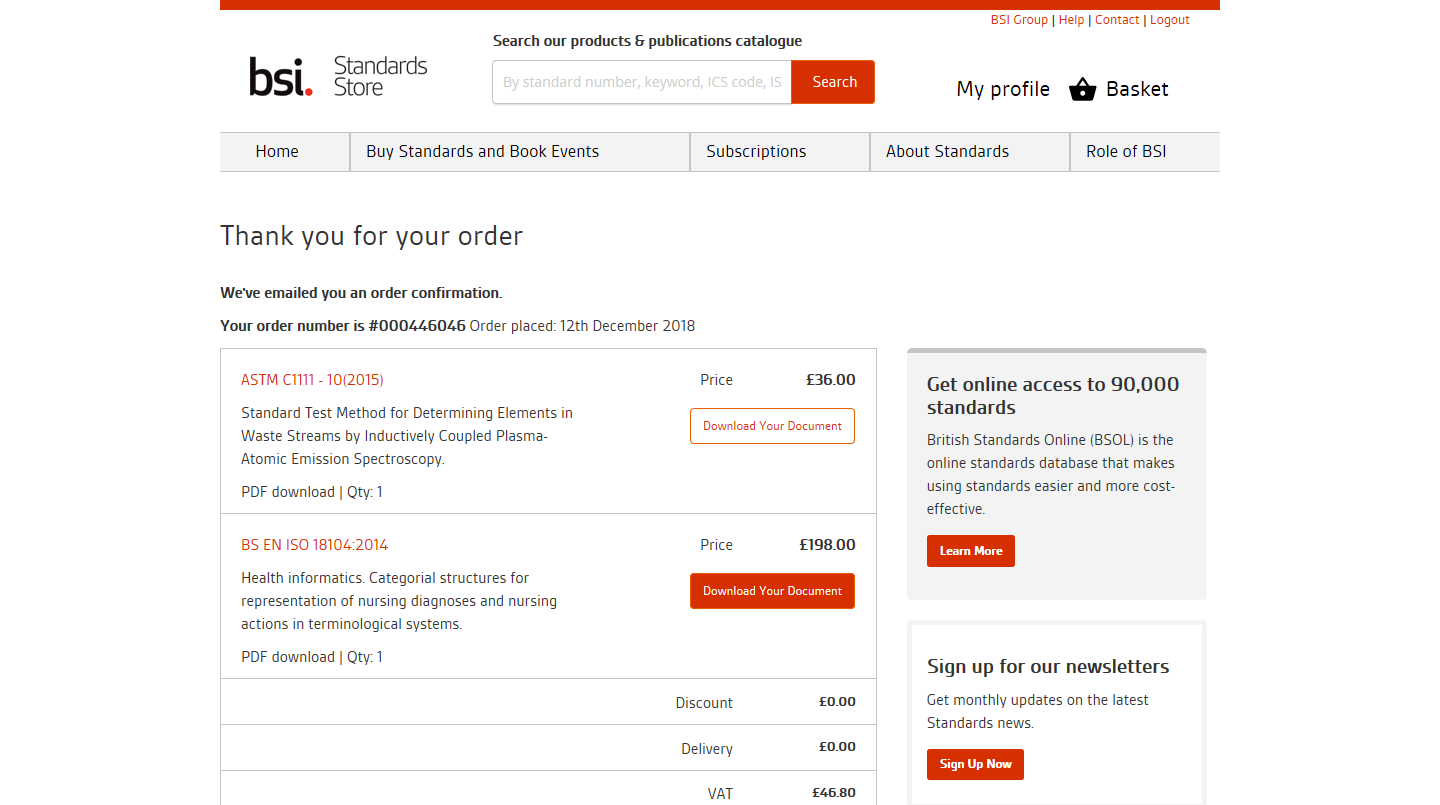 BSI Group | Help | Contact | Logout
Search our products & publications catalogue
bsi. Standards
Store
By standard number, keyword, ICS code, IS
Search
My profile
Basket
Home
Buy Standards and Book Events
Subscriptions
About Standards
Role of BSI
Thank you for your order
We've emailed you an order confirmation.
Your order number is #000446046 Order placed: 12th December 2018
ASTM C1111 - 10(2015)
Price
£36.00
Standard Test Method for Determining Elements in
Waste Streams by Inductively Coupled Plasma-
Atomic Emission Spectroscopy.
Download Your Document
PDF download | Qty: 1
BS EN ISO 18104:2014
Price
£198.00
Health informatics. Categorial structures for
representation of nursing diagnoses and nursing
actions in terminological systems.
Download Your Document
PDF download | Qty: 1
Discount
£0.00
Delivery
£0.00
VAT
£46.80
Get online access to 90,000
standards
British Standards Online (BSOL) is the
online standards database that makes
using standards easier and more cost-
effective.
Learn More
Sign up for our newsletters
Get monthly updates on the latest
Standards news.
Sign Up Now